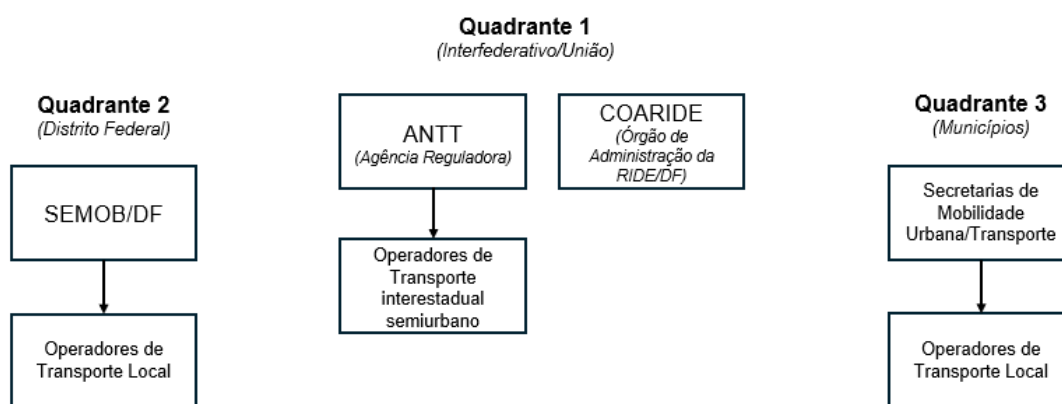 Quadrante 1
(Interfederativo/União)
Quadrante 2
(Distrito Federal)
SEMOB/DF
Operadores de
Transporte Local
ANTT
(Agência Reguladora)
Operadores de
Transporte
interestadual
semiurbano
COARIDE
(Órgão de
Administração da
RIDE/DF)
Quadrante 3
(Municípios)
Secretarias de
Mobilidade
Urbana/Transporte
Operadores de
Transporte Local